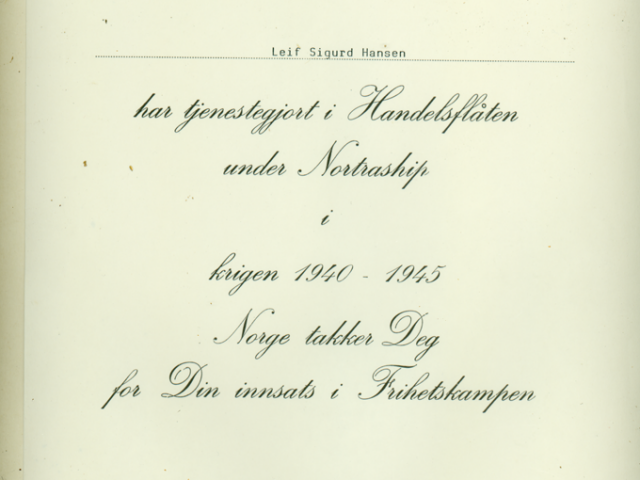 Leif Sigurd Hansen
har tjenestegjort i Handelsflåten
under Nortraship
i
krigen 1940 - 1945
Norge takker Deg
for Din innsats i Frihetskampen